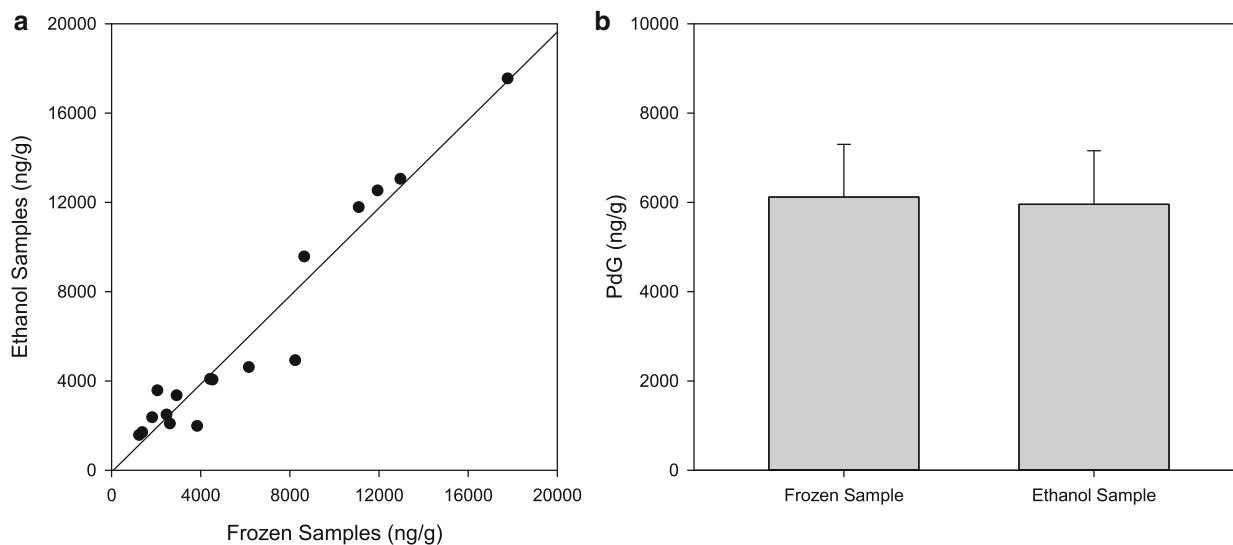 a
20000
16000
12000
8000
4000
0
Ethanol Samples (ng/g)
0 4000 8000 12000 16000 20000
Frozen Samples (ng/g)
b
10000
8000
6000
4000
2000
0
PdG (ng/g)
Frozen Sample Ethanol Sample